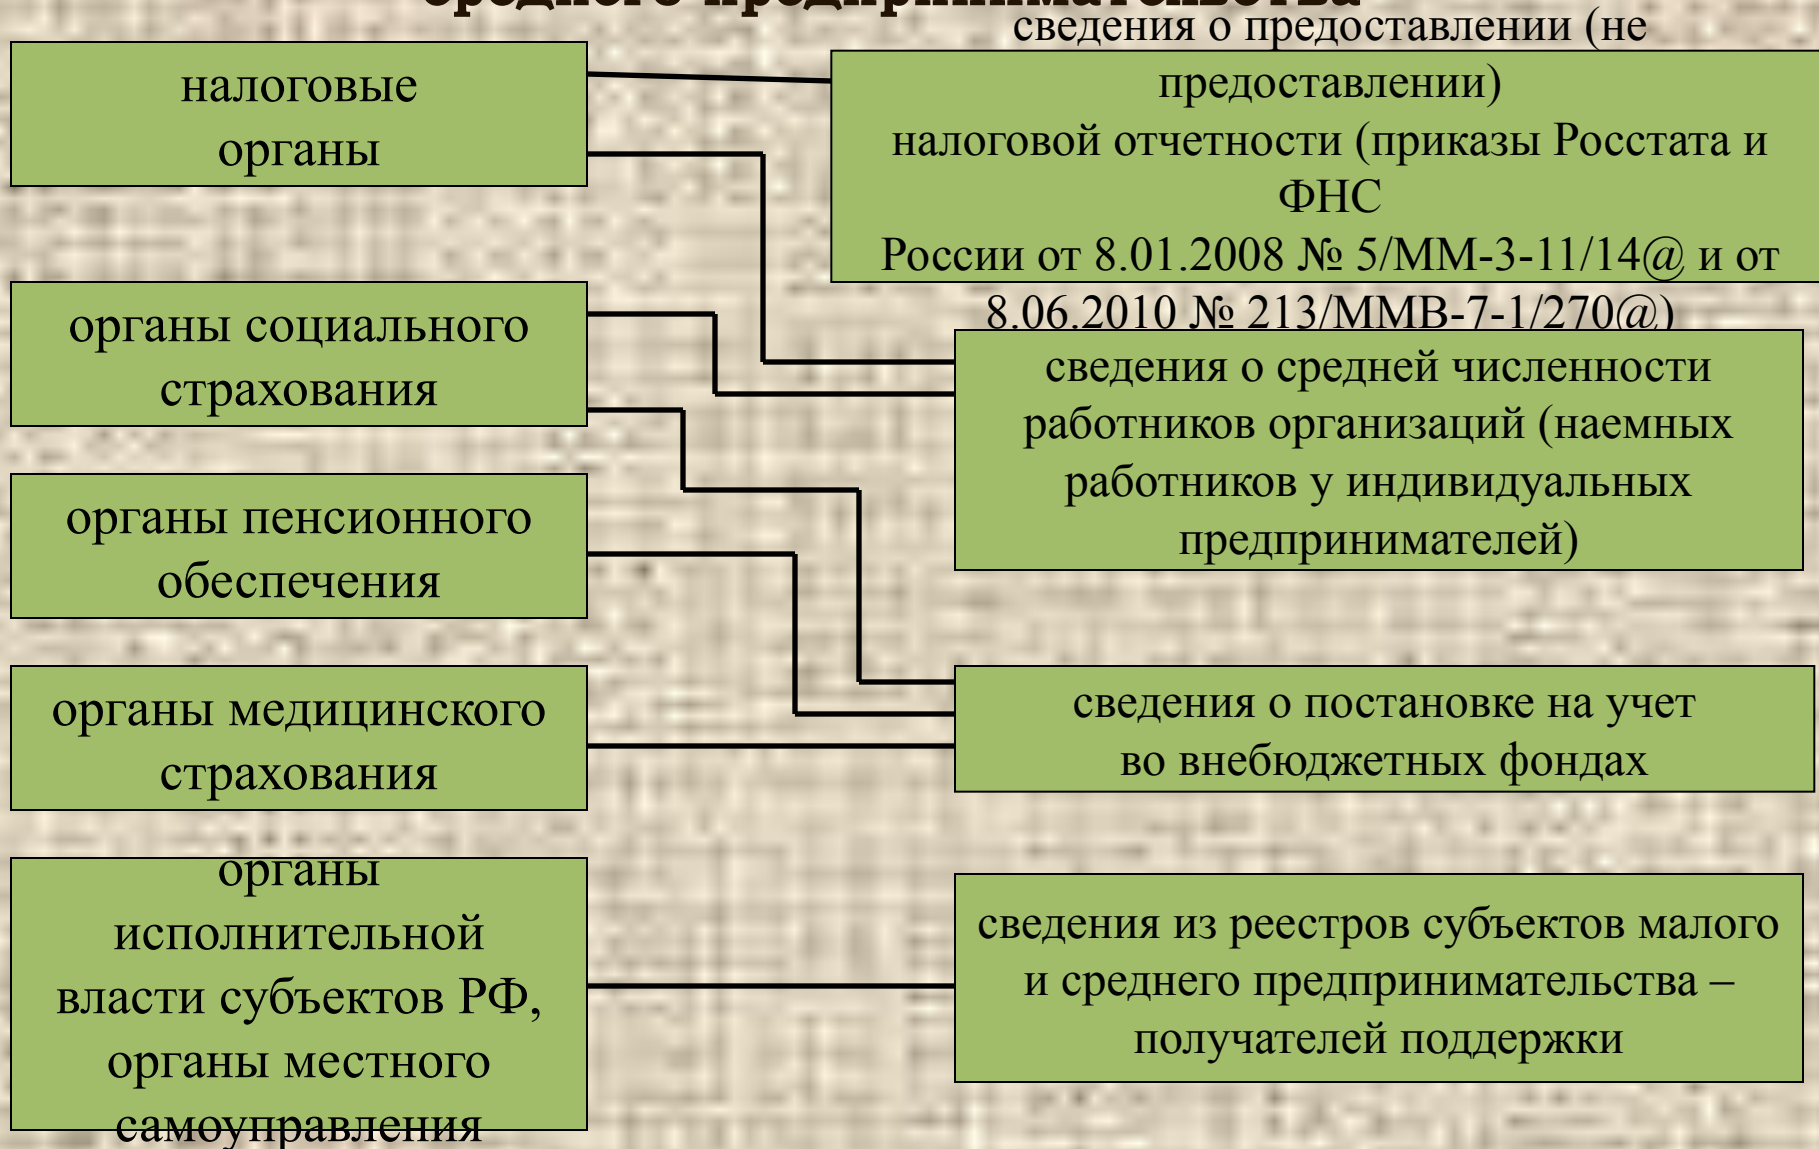 среднего предпринимательства
налоговые
органы
сведения о предоставлении (не
предоставлении)
налоговой отчетности (приказы Росстата и
ФНС
России от 8.01.2008 № 5/ММ-3-11/14@ и от
8.06.2010 № 213/ММВ-7-1/270@)
органы социального
страхования
сведения о средней численности
работников организаций (наемных
работников у индивидуальных
предпринимателей)
органы пенсионного
обеспечения
органы медицинского
страхования
сведения о постановке на учет
во внебюджетных фондах
органы
исполнительной
власти субъектов РФ,
органы местного
самоуправления
сведения из реестров субъектов малого
и среднего предпринимательства –
получателей поддержки